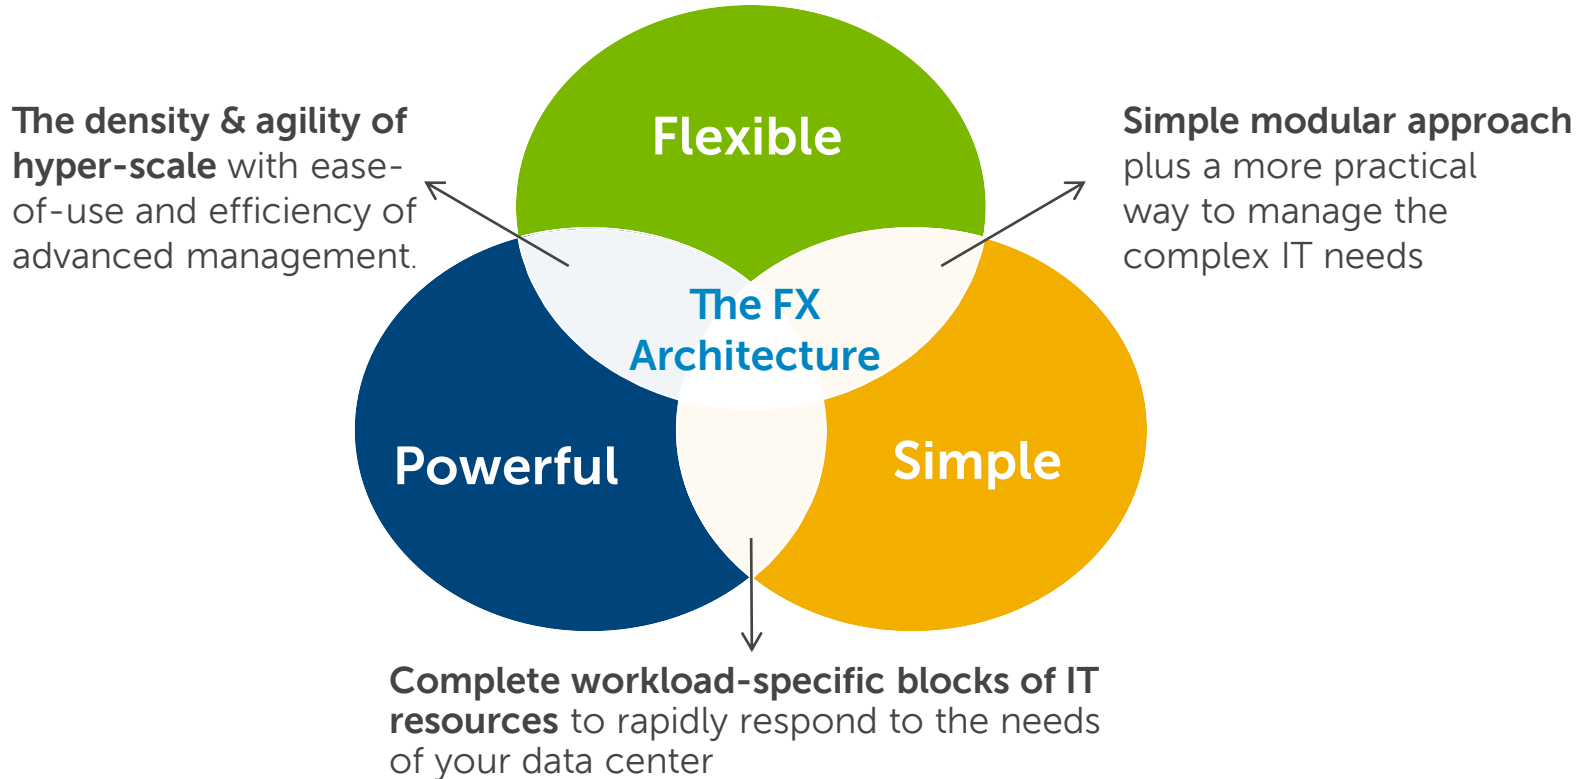 Flexible
The density & agility of
hyper-scale with ease-
of-use and efficiency of
advanced management.
Simple modular approach
plus a more practical
way to manage the
complex IT needs
The FX
Architecture
Powerful
Simple
Complete workload-specific blocks of IT
resources to rapidly respond to the needs
of your data center